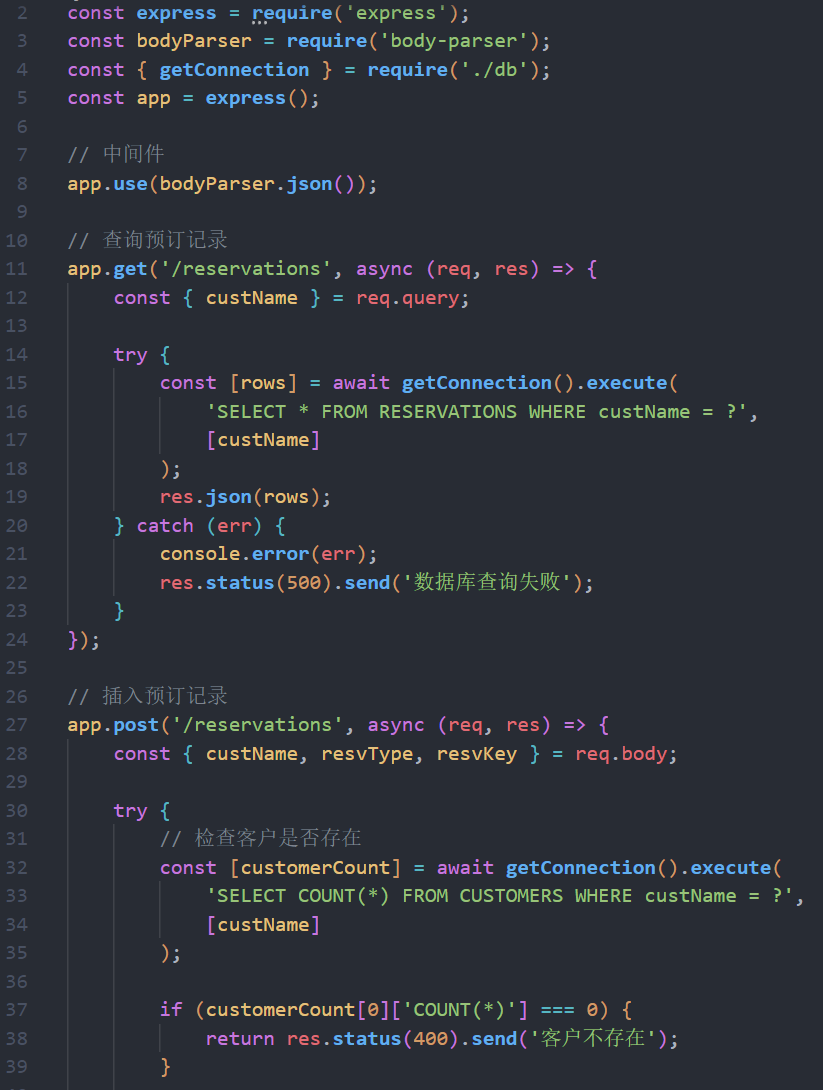 2 const express = require('express');
3 const bodyParser = require('body-parser');
4 const { getConnection } = require('./db');
5 const app = express();
6
7 // 中间件
8 app.use(bodyParser.json());
9
10 // 查询预订记录
11 app.get('/reservations', async (req, res) => {
12     const { custName } = req.query;
13
14     try {
15         const [rows] = await getConnection().execute(
16             'SELECT * FROM RESERVATIONS WHERE custName = ?',
17             [custName]
18         );
19         res.json(rows);
20     } catch (err) {
21         console.error(err);
22         res.status(500).send('数据库查询失败');
23     }
24 });
25
26 // 插入预订记录
27 app.post('/reservations', async (req, res) => {
28     const { custName, resvType, resvKey } = req.body;
29
30     try {
31         // 检查客户是否存在
32         const [customerCount] = await getConnection().execute(
33             'SELECT COUNT(*) FROM CUSTOMERS WHERE custName = ?',
34             [custName]
35         );
36
37         if (customerCount[0]['COUNT(*)'] === 0) {
38             return res.status(400).send('客户不存在');
39         }